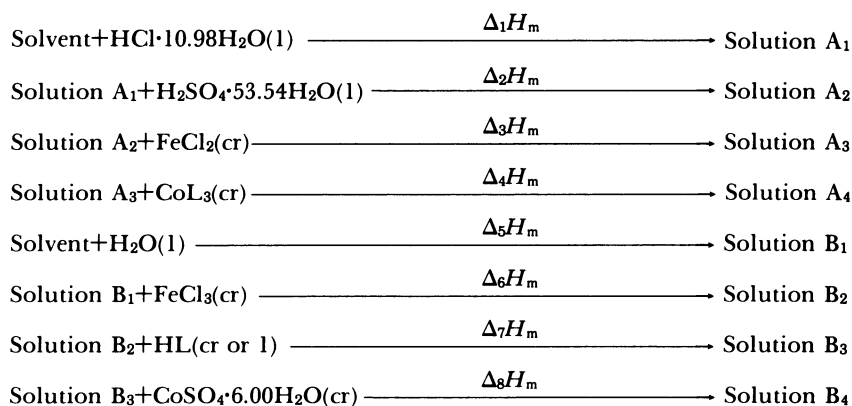 Solvent+HCl·10.98H₂O(l) Δ₁Hₘ Solution A₁
Solution A₁+H₂SO₄·53.54H₂O(l) Δ₂Hₘ Solution A₂
Solution A₂+FeCl₂(cr) Δ₃Hₘ Solution A₃
Solution A₃+CoL₃(cr) Δ₄Hₘ Solution A₄
Solvent+H₂O(l) Δ₅Hₘ Solution B₁
Solution B₁+FeCl₃(cr) Δ₆Hₘ Solution B₂
Solution B₂+HL(cr or l) Δ₇Hₘ Solution B₃
Solution B₃+CoSO₄·6.00H₂O(cr) Δ₈Hₘ Solution B₄